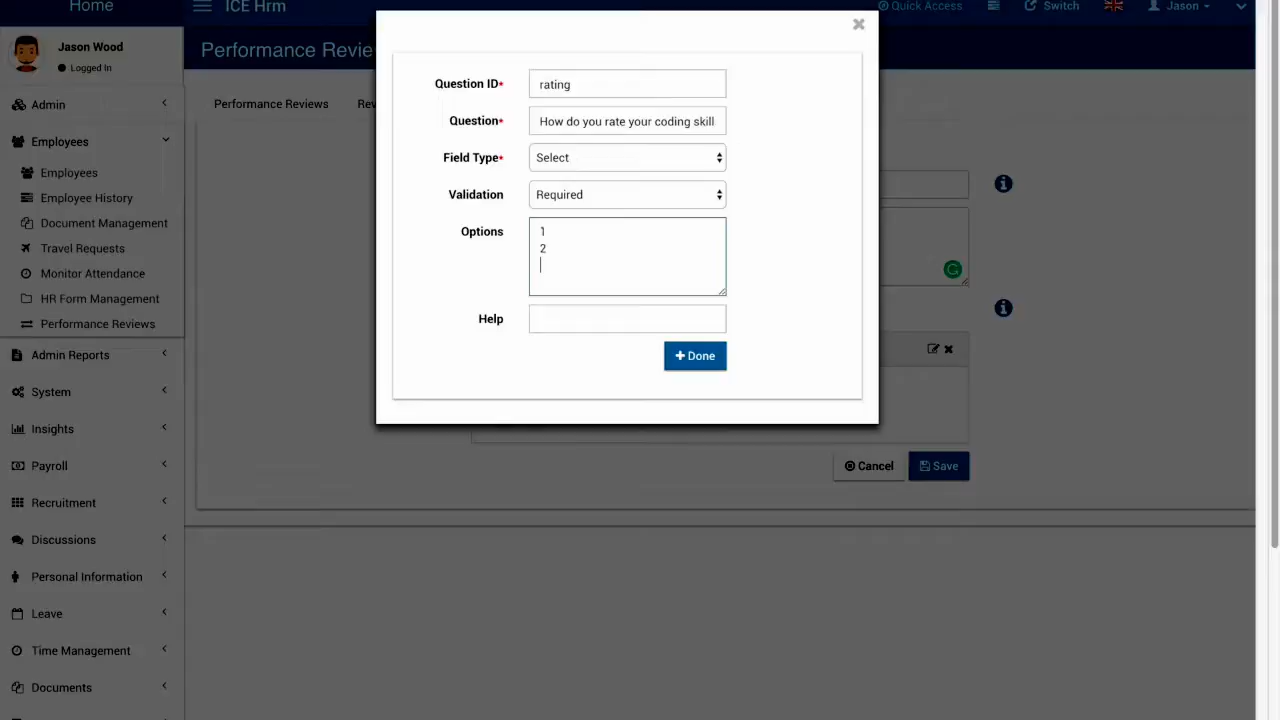 Home
ICE Hrm
Quick Access
Switch
Jason
Jason Wood
Logged In
Performance Revie
Performance Reviews
Rev
Admin
Employees
Employees
Employee History
Document Management
Travel Requests
Monitor Attendance
HR Form Management
Performance Reviews
Admin Reports
System
Insights
Payroll
Recruitment
Discussions
Personal Information
Leave
Time Management
Documents
Question ID*
rating
Question*
How do you rate your coding skill
Field Type*
Select
Validation
Required
Options
1
2
Help
Done
Cancel
Save